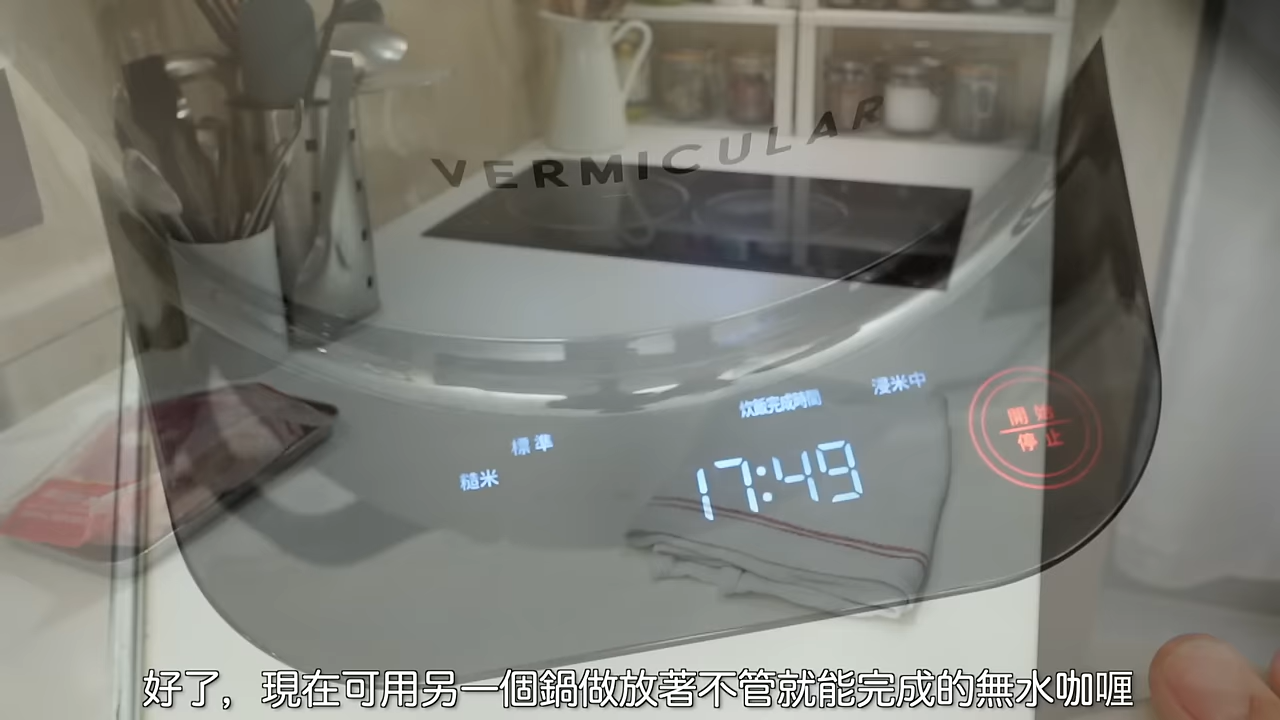 VERMICULAR
浸米中
炊飯完成時間
標準
糙米
17:49
開始
停止
好了，現在可用另一個鍋做放著不管就能完成的無水咖喱